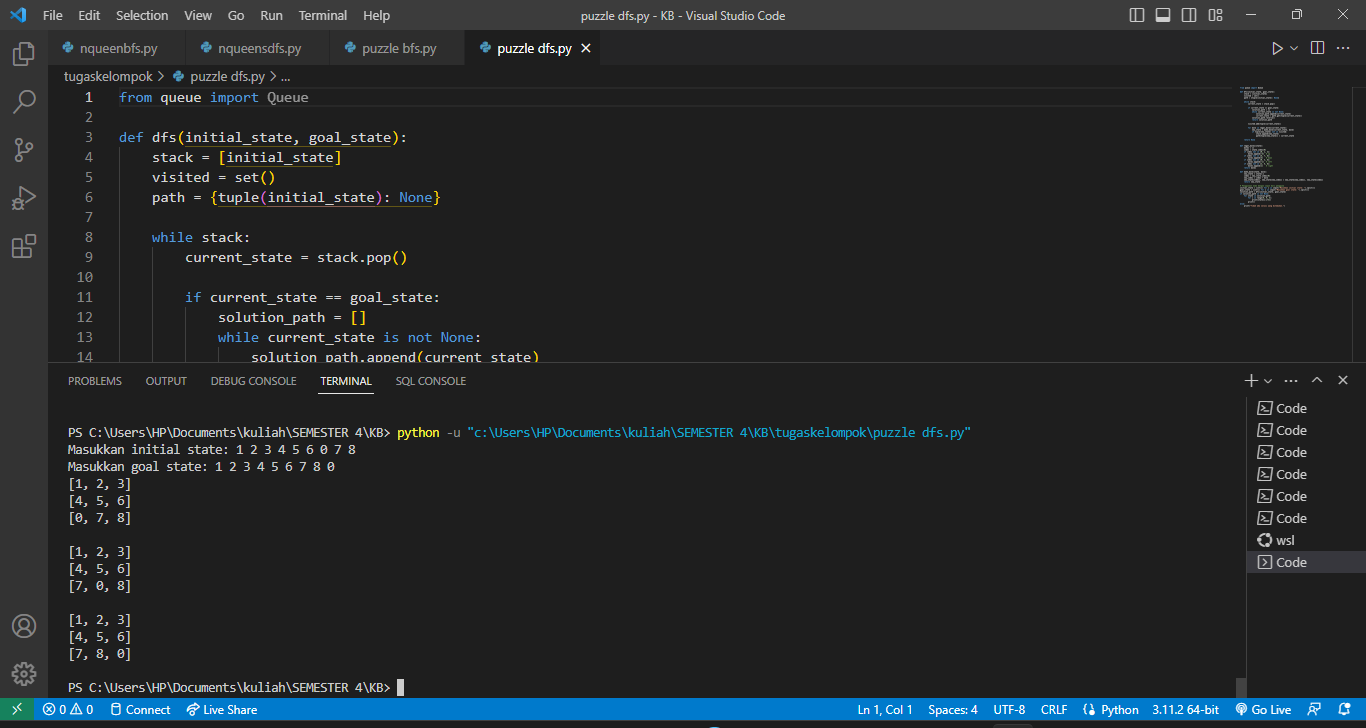 File Edit Selection View Go Run Terminal Help puzzle dfs.py - KB - Visual Studio Code
nqueenbfs.py nqueensdfs.py puzzle bfs.py puzzle dfs.py
tugaskelompok > puzzle dfs.py > ...
1 from queue import Queue
2
3 def dfs(initial_state, goal_state):
4 stack = [initial_state]
5 visited = set()
6 path = {tuple(initial_state): None}
7
8 while stack:
9 current_state = stack.pop()
10
11 if current_state == goal_state:
12 solution_path = []
13 while current_state is not None:
14 solution_path.append(current_state)
PROBLEMS OUTPUT DEBUG CONSOLE TERMINAL SQL CONSOLE
PS C:\Users\HP\Documents\kuliah\SEMESTER 4\KB> python -u "c:\Users\HP\Documents\kuliah\SEMESTER 4\KB\tugaskelompok\puzzle dfs.py"
Masukkan initial state: 1 2 3 4 5 6 0 7 8
Masukkan goal state: 1 2 3 4 5 6 7 8 0
[1, 2, 3]
[4, 5, 6]
[0, 7, 8]
[1, 2, 3]
[4, 5, 6]
[7, 0, 8]
[1, 2, 3]
[4, 5, 6]
[7, 8, 0]
PS C:\Users\HP\Documents\kuliah\SEMESTER 4\KB>
Code
Code
Code
Code
Code
Code
wsl
Code
0 0 Connect Live Share Ln 1, Col 1 Spaces: 4 UTF-8 CRLF Python 3.11.2 64-bit Go Live